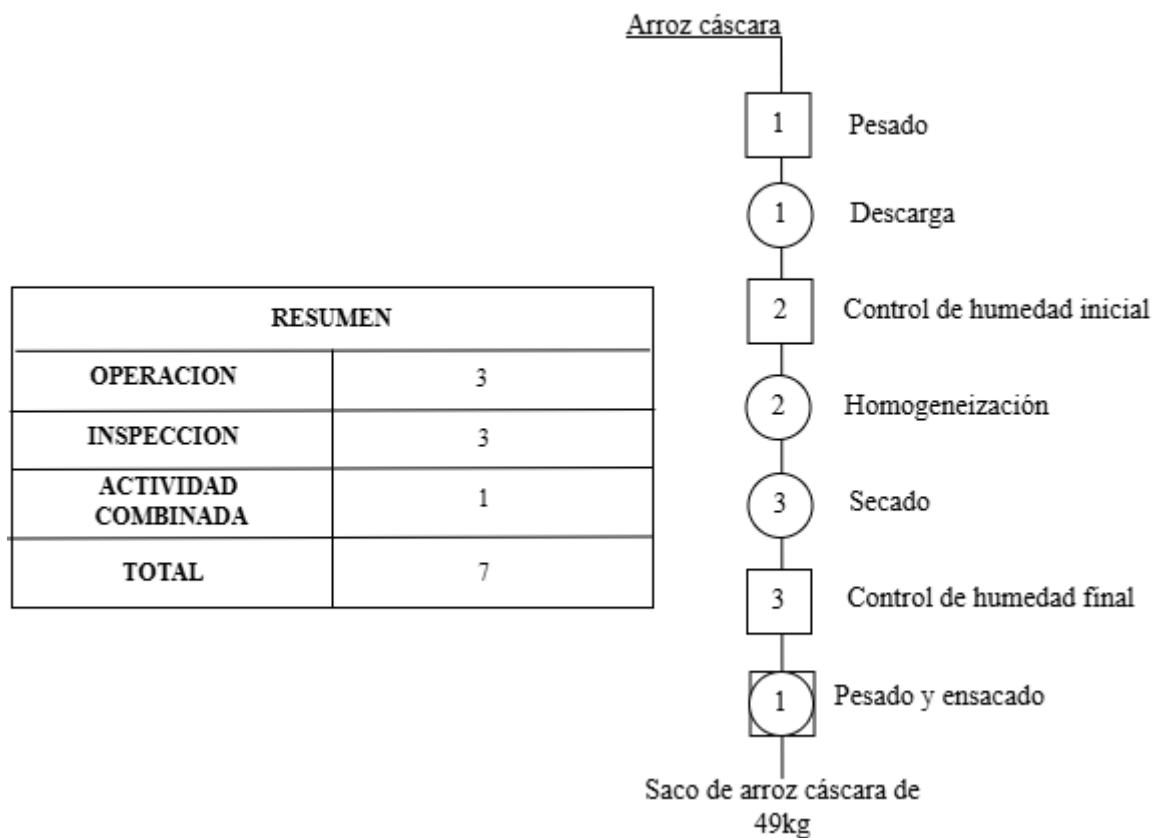 Arroz cáscara
1 Pesado
1 Descarga
2 Control de humedad inicial
2 Homogeneización
3 Secado
3 Control de humedad final
1 Pesado y ensacado
Saco de arroz cáscara de
49kg
RESUMEN
OPERACION 3
INSPECCION 3
ACTIVIDAD
COMBINADA 1
TOTAL 7